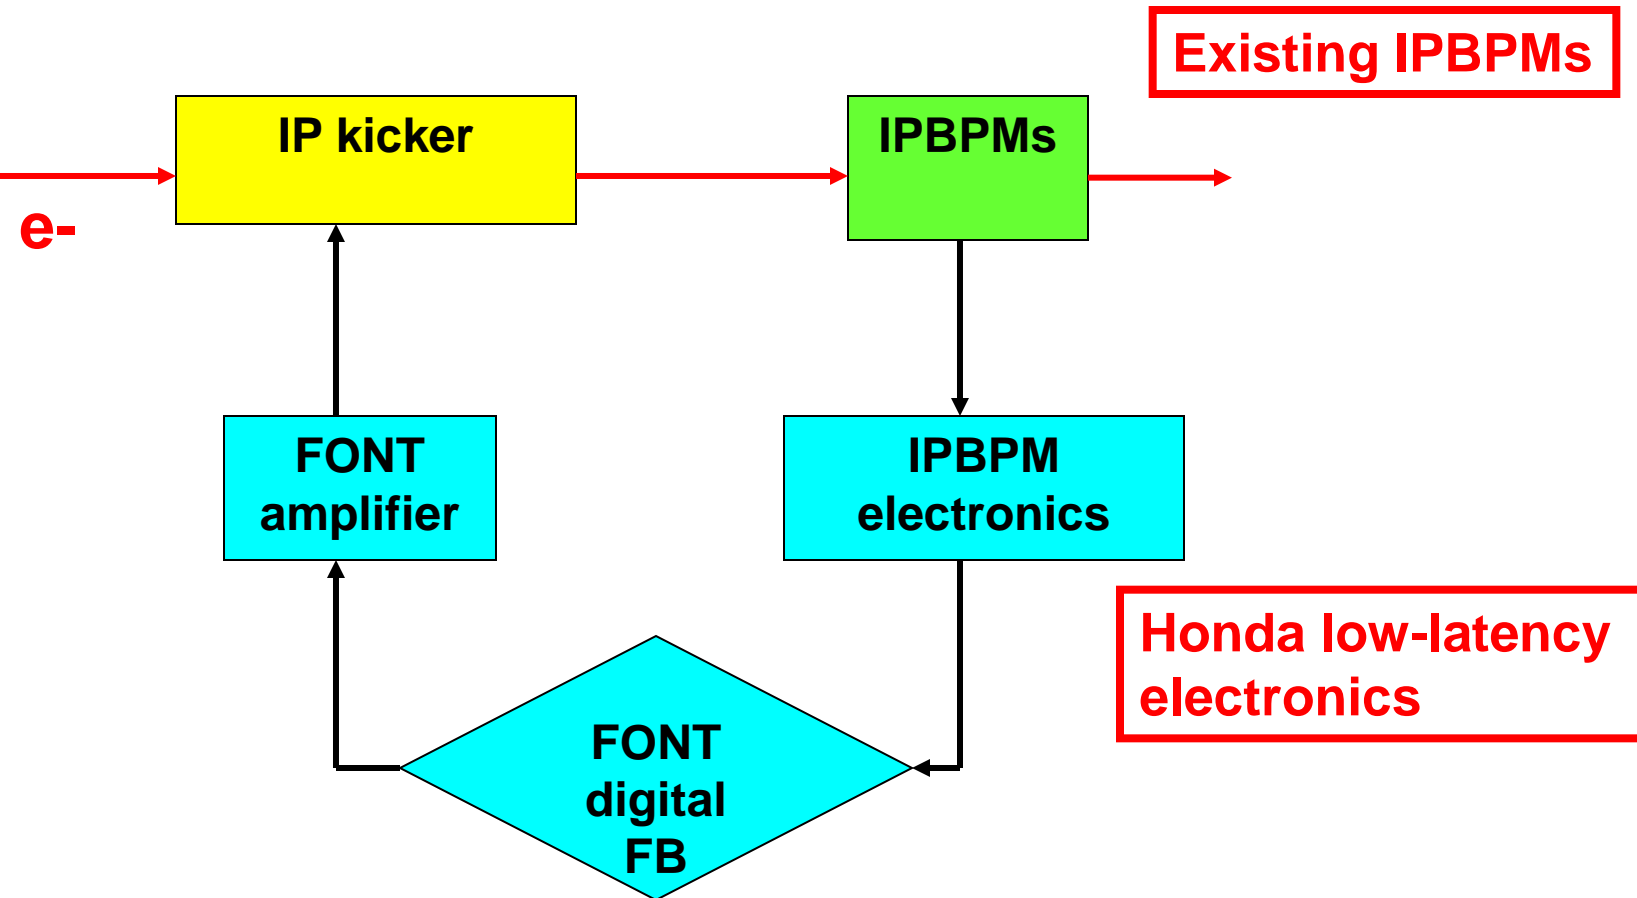 Existing IPBPMs
IP kicker
IPBPMs
e-
FONT
amplifier
IPBPM
electronics
Honda low-latency
electronics
FONT
digital
FB